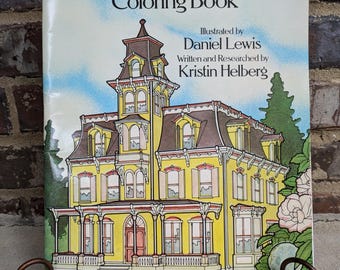 Coloring Book
Illustrated by
Daniel Lewis
Written and Researched by
Kristin Helberg